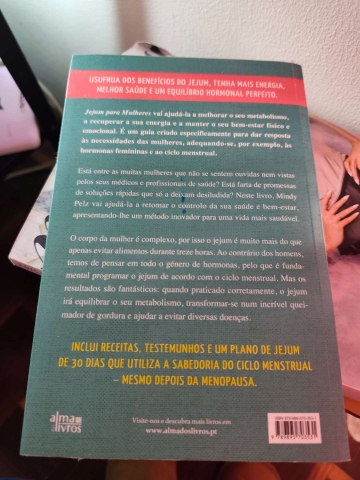 USUFRUA DOS BENEFÍCIOS DO JEJUM, TENHA MAIS ENERGIA,
MELHOR SAÚDE E UM EQUILÍBRIO HORMONAL PERFEITO.
Jejum para Mulheres vai ajudá-la a melhorar o seu metabolismo,
a recuperar a sua energia e a manter o seu bem-estar físico e
emocional. É um guia criado especificamente para dar resposta
às necessidades das mulheres, adequando-se, por exemplo, às
hormonas femininas e ao ciclo menstrual.
Está entre as muitas mulheres que não se sentem ouvidas nem vistas
pelos seus médicos e profissionais de saúde? Está farta de promessas
de soluções rápidas que só a deixam desiludida? Neste livro, Mindy
Pelz vai ajudá-la a retomar o controlo da sua saúde e bem-estar,
apresentando-lhe um método inovador para uma vida mais saudável.
O corpo da mulher é complexo, por isso o jejum é muito mais do que
apenas evitar alimentos durante treze horas. Ao contrário dos homens,
temos de pensar em todo o género de hormonas, pelo que é funda-
mental programar o jejum de acordo com o ciclo menstrual. Mas os
resultados são fantásticos: quando praticado corretamente, o jejum
irá equilibrar o seu metabolismo, transformar-se num incrível quei-
mador de gordura e ajudar a evitar diversas doenças.
INCLUI RECEITAS, TESTEMUNHOS E UM PLANO DE JEJUM
DE 30 DIAS QUE UTILIZA A SABEDORIA DO CICLO MENSTRUAL
– MESMO DEPOIS DA MENOPAUSA.
alma
dos livros
Visite-nos e descubra mais livros em
www.almadoslivros.pt